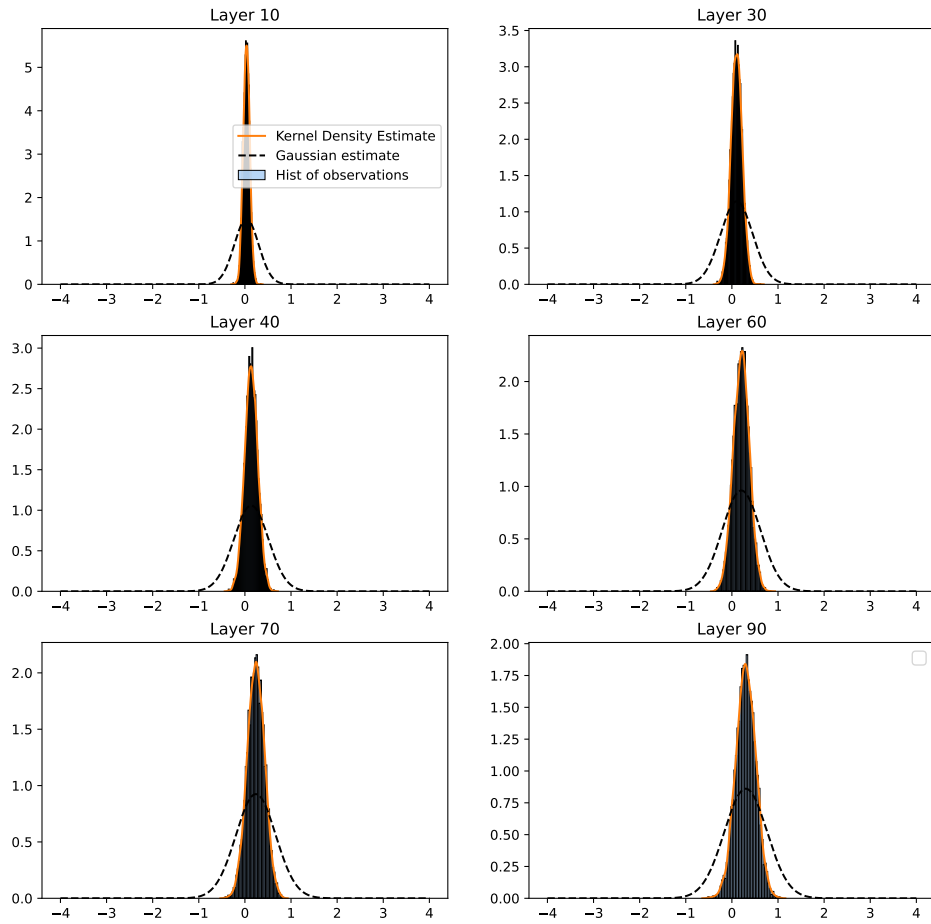 Layer 10
5
4
3
2
1
0
Kernel Density Estimate
Gaussian estimate
Hist of observations
−4 −3 −2 −1 0 1 2 3 4
Layer 30
3.5
3.0
2.5
2.0
1.5
1.0
0.5
0.0
−4 −3 −2 −1 0 1 2 3 4
Layer 40
3.0
2.5
2.0
1.5
1.0
0.5
0.0
−4 −3 −2 −1 0 1 2 3 4
Layer 60
2.0
1.5
1.0
0.5
0.0
−4 −3 −2 −1 0 1 2 3 4
Layer 70
2.0
1.5
1.0
0.5
0.0
−4 −3 −2 −1 0 1 2 3 4
Layer 90
2.00
1.75
1.50
1.25
1.00
0.75
0.50
0.25
0.00
−4 −3 −2 −1 0 1 2 3 4